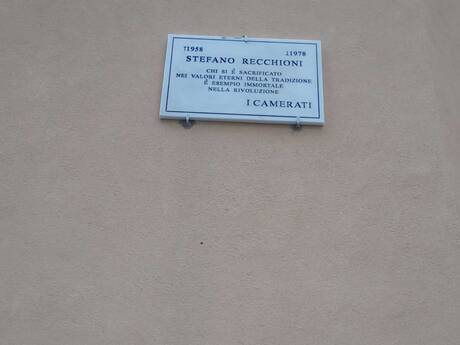 ↑1958 ↓1978
STEFANO RECCHIONI
CHI SI É SACRIFICATO
NEI VALORI ETERNI DELLA TRADIZIONE
É ESEMPIO IMMORTALE
NELLA RIVOLUZIONE
I CAMERATI